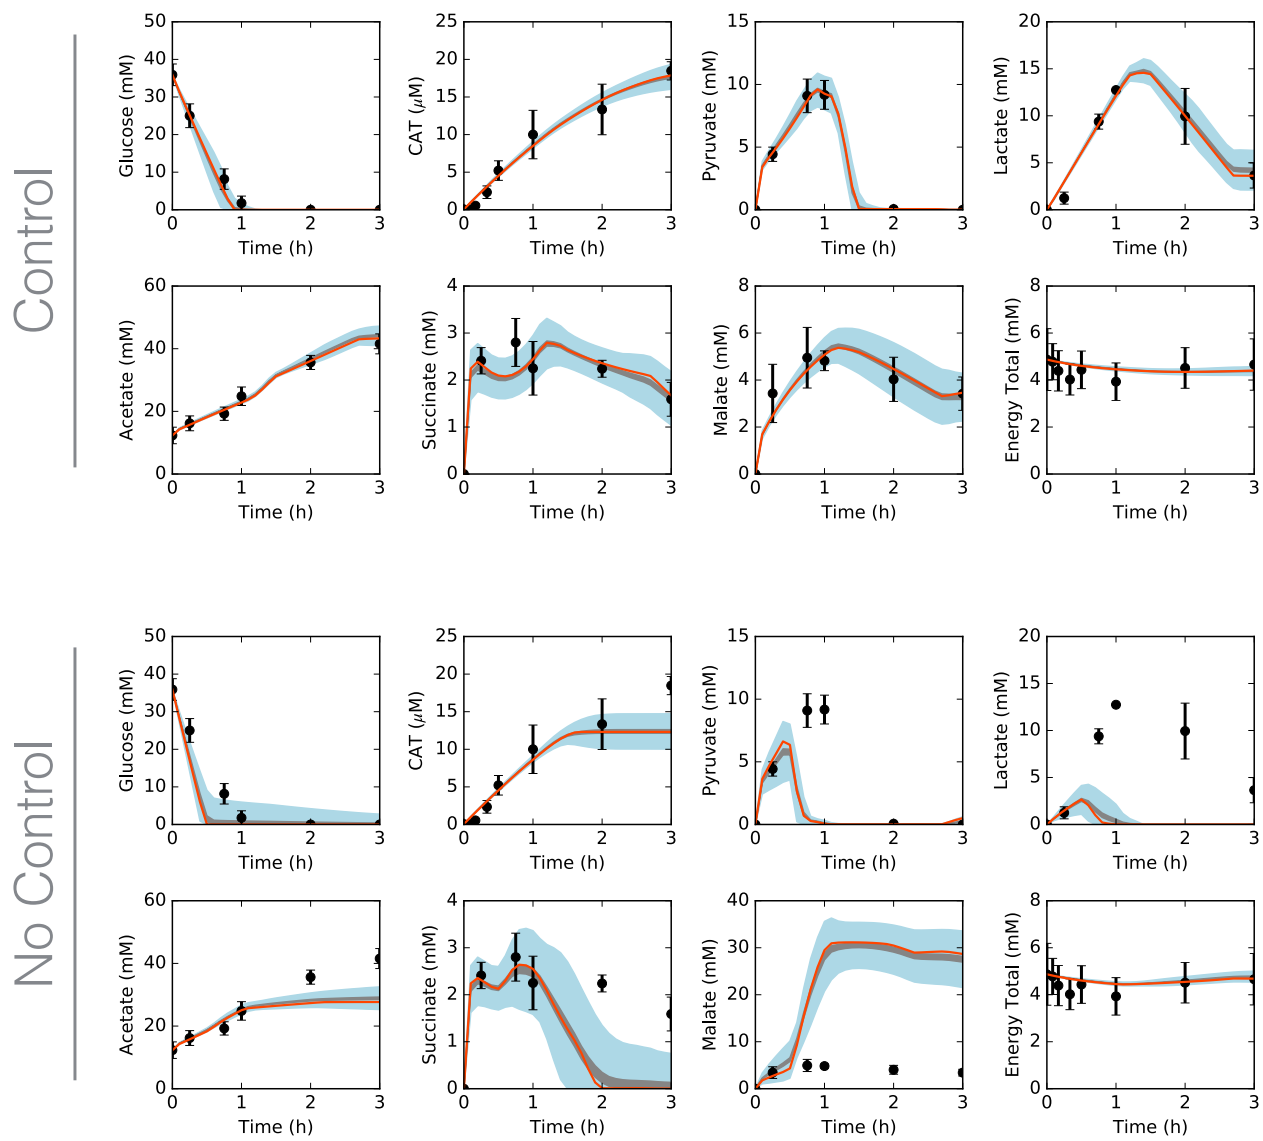 Control
Glucose (mM)
50
40
30
20
10
0
0 1 2 3
Time (h)
CAT (μM)
25
20
15
10
5
0
0 1 2 3
Time (h)
Pyruvate (mM)
15
10
5
0
0 1 2 3
Time (h)
Lactate (mM)
20
15
10
5
0
0 1 2 3
Time (h)
Acetate (mM)
60
40
20
0
0 1 2 3
Time (h)
Succinate (mM)
4
3
2
1
0
0 1 2 3
Time (h)
Malate (mM)
8
6
4
2
0
0 1 2 3
Time (h)
Energy Total (mM)
8
6
4
2
0
0 1 2 3
Time (h)
No Control
Glucose (mM)
50
40
30
20
10
0
0 1 2 3
Time (h)
CAT (μM)
25
20
15
10
5
0
0 1 2 3
Time (h)
Pyruvate (mM)
15
10
5
0
0 1 2 3
Time (h)
Lactate (mM)
20
15
10
5
0
0 1 2 3
Time (h)
Acetate (mM)
60
40
20
0
0 1 2 3
Time (h)
Succinate (mM)
4
3
2
1
0
0 1 2 3
Time (h)
Malate (mM)
40
30
20
10
0
0 1 2 3
Time (h)
Energy Total (mM)
8
6
4
2
0
0 1 2 3
Time (h)